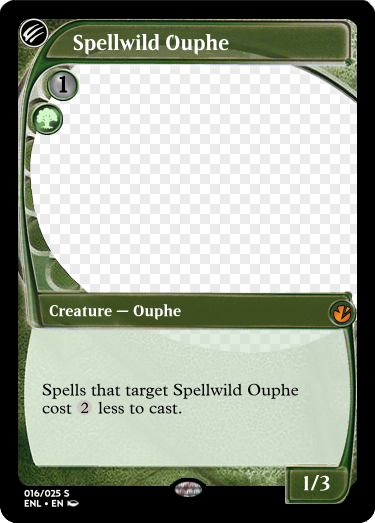 Spellwild Ouphe
1
Creature — Ouphe
Spells that target Spellwild Ouphe
cost 2 less to cast.
1/3
016/025 S
ENL • EN